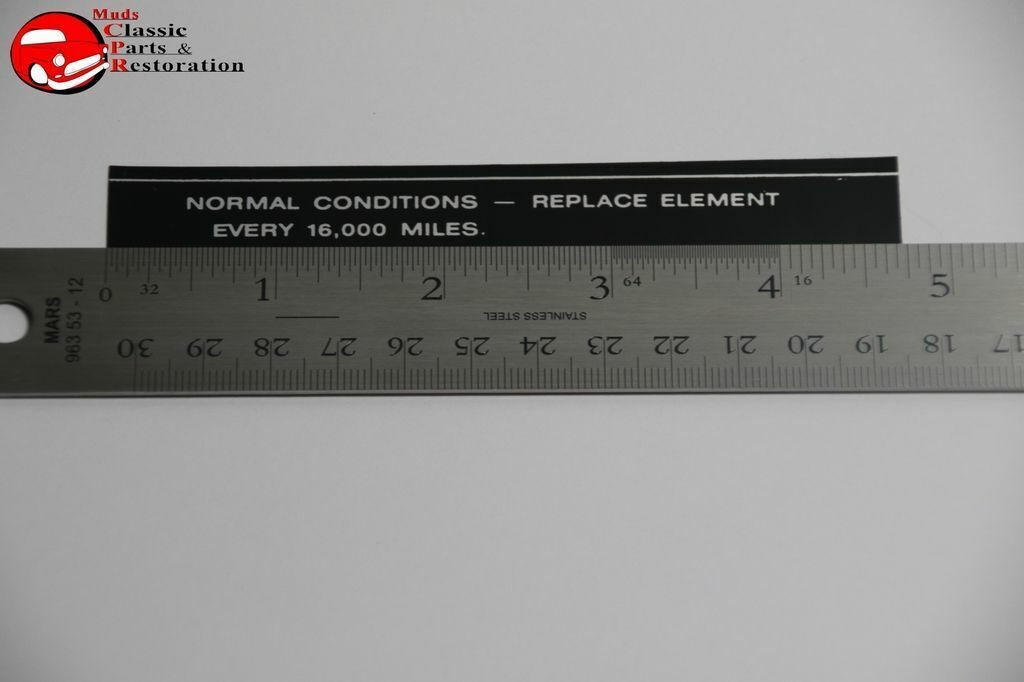 Muds
Classic
Parts &
Restoration
NORMAL CONDITIONS — REPLACE ELEMENT
EVERY 16,000 MILES.
0 32 1 2 3 64 4 16 5
MARS
963 53 - 12
STAINLESS STEEL
30 29 28 27 26 25 24 23 22 21 20 19 18 17